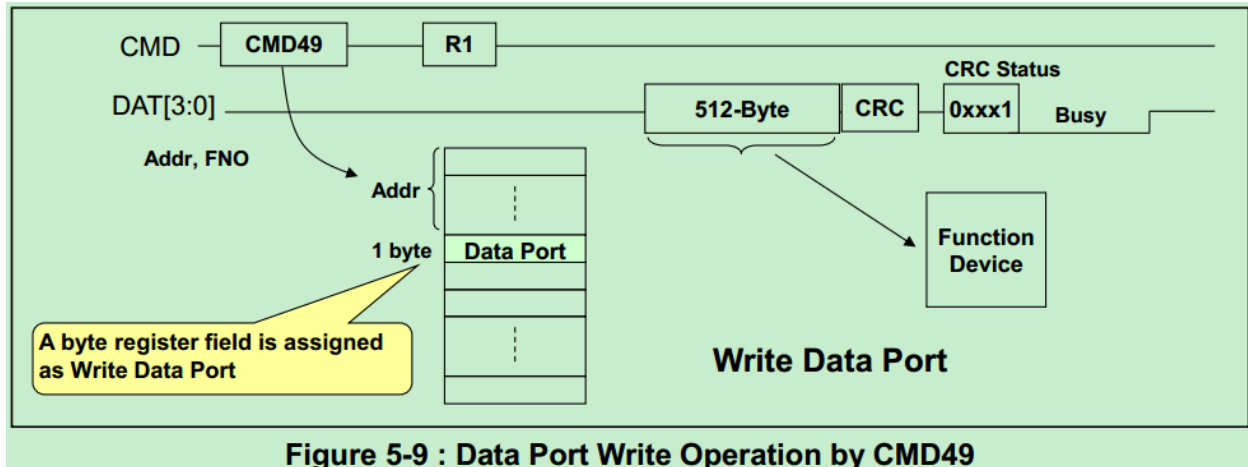 CMD
CMD49
R1
CRC Status
DAT[3:0]
512-Byte
CRC
0xxx1
Busy
Addr, FNO
Addr
1 byte
Data Port
Function
Device
A byte register field is assigned
as Write Data Port
Write Data Port
Figure 5-9 : Data Port Write Operation by CMD49